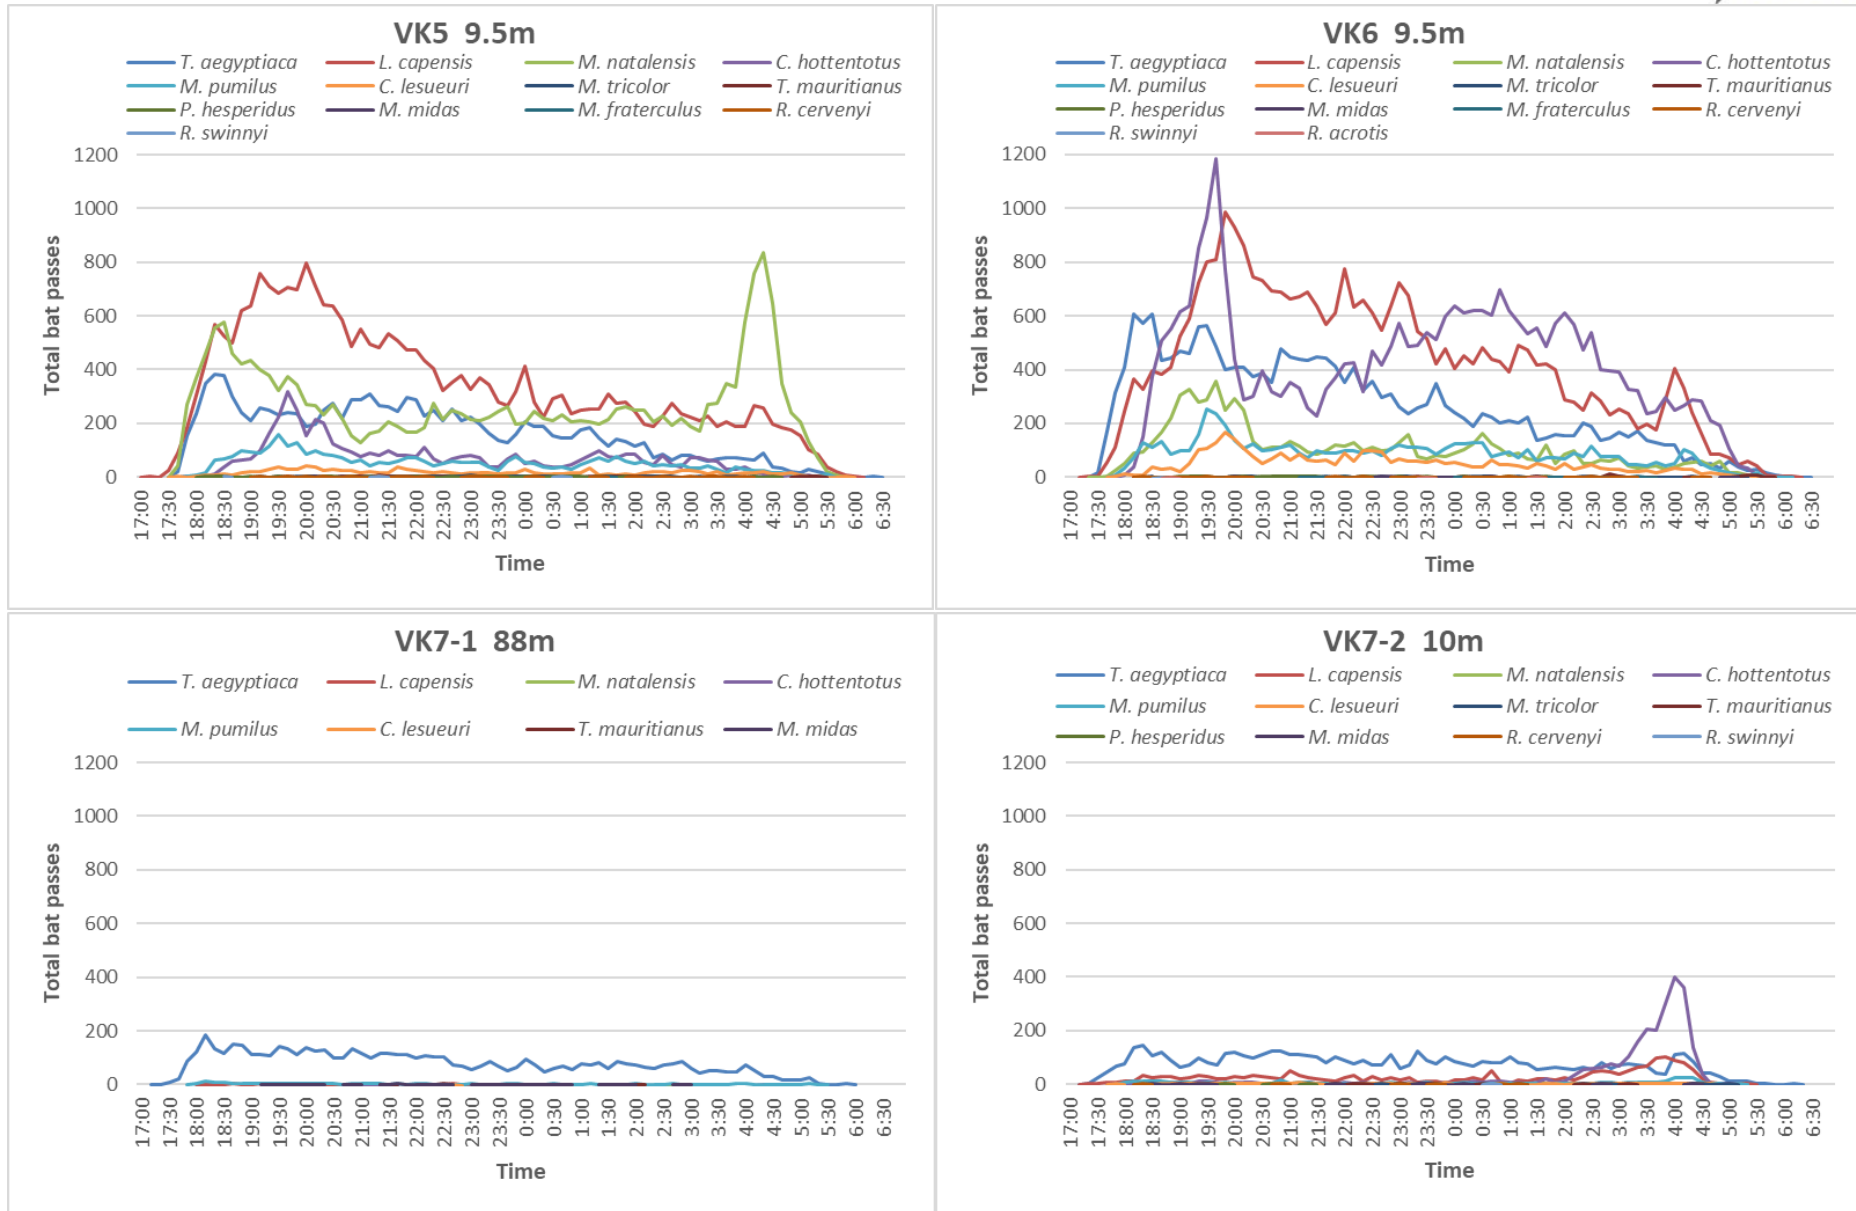 VK5 9.5m
T. aegyptiaca L. capensis M. natalensis C. hottentotus
M. pumilus C. lesueuri M. tricolor T. mauritianus
P. hesperidus M. midas M. fraterculus R. cervenyi
R. swinnyi
Total bat passes
1200
1000
800
600
400
200
0
17:00 17:30 18:00 18:30 19:00 19:30 20:00 20:30 21:00 21:30 22:00 22:30 23:00 23:30 0:00 0:30 1:00 1:30 2:00 2:30 3:00 3:30 4:00 4:30 5:00 5:30 6:00 6:30
Time
VK6 9.5m
T. aegyptiaca L. capensis M. natalensis C. hottentotus
M. pumilus C. lesueuri M. tricolor T. mauritianus
P. hesperidus M. midas M. fraterculus R. cervenyi
R. swinnyi R. acrotis
Total bat passes
1200
1000
800
600
400
200
0
17:00 17:30 18:00 18:30 19:00 19:30 20:00 20:30 21:00 21:30 22:00 22:30 23:00 23:30 0:00 0:30 1:00 1:30 2:00 2:30 3:00 3:30 4:00 4:30 5:00 5:30 6:00 6:30
Time
VK7-1 88m
T. aegyptiaca L. capensis M. natalensis C. hottentotus
M. pumilus C. lesueuri T. mauritianus M. midas
Total bat passes
1200
1000
800
600
400
200
0
17:00 17:30 18:00 18:30 19:00 19:30 20:00 20:30 21:00 21:30 22:00 22:30 23:00 23:30 0:00 0:30 1:00 1:30 2:00 2:30 3:00 3:30 4:00 4:30 5:00 5:30 6:00 6:30
Time
VK7-2 10m
T. aegyptiaca L. capensis M. natalensis C. hottentotus
M. pumilus C. lesueuri M. tricolor T. mauritianus
P. hesperidus M. midas R. cervenyi R. swinnyi
Total bat passes
1200
1000
800
600
400
200
0
17:00 17:30 18:00 18:30 19:00 19:30 20:00 20:30 21:00 21:30 22:00 22:30 23:00 23:30 0:00 0:30 1:00 1:30 2:00 2:30 3:00 3:30 4:00 4:30 5:00 5:30 6:00 6:30
Time